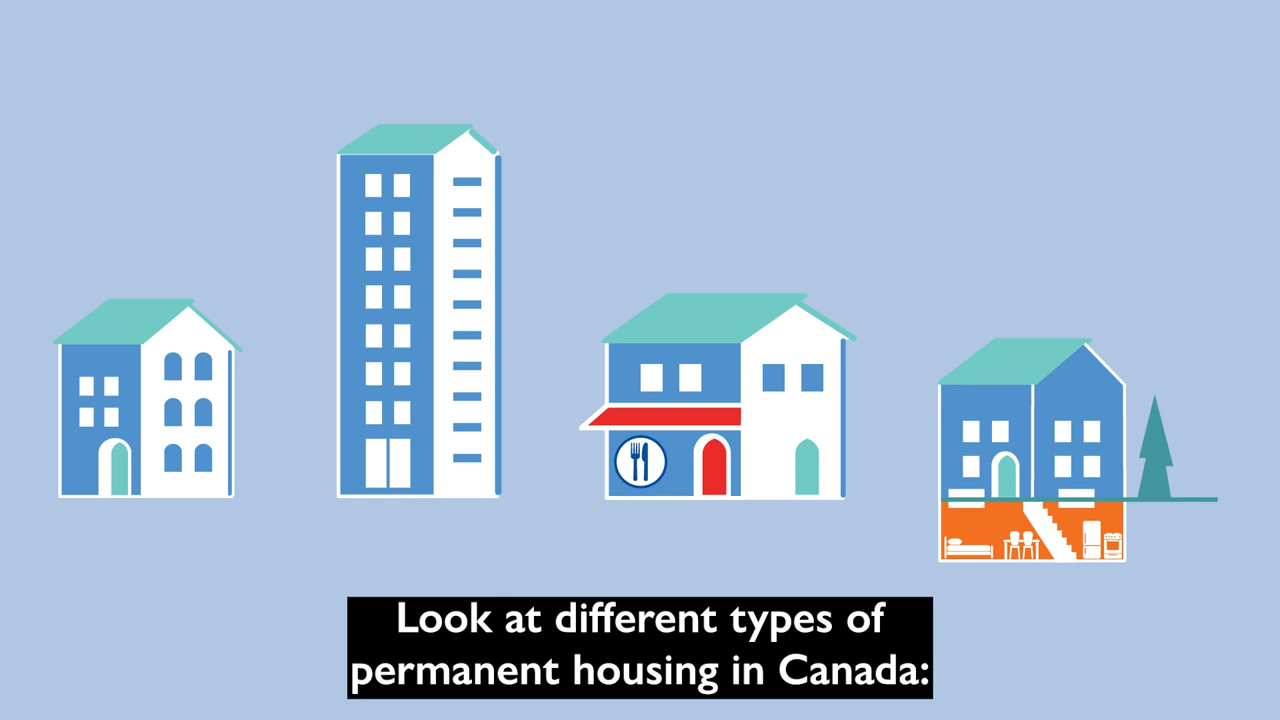 Look at different types of
permanent housing in Canada: